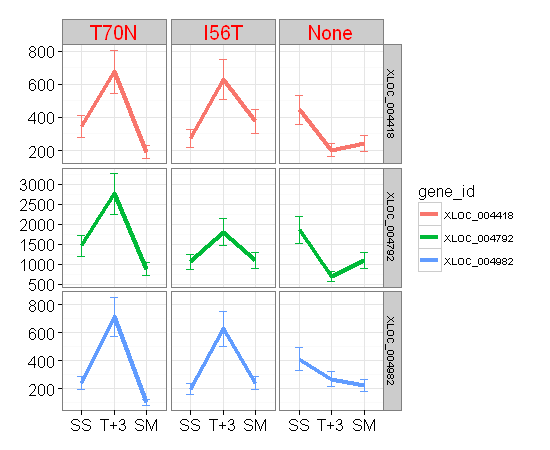 T70N I56T None
800
600
400
200
XLOC_004418
3000
2500
2000
1500
1000
500
XLOC_004792
800
600
400
200
XLOC_004982
SS T+3 SM SS T+3 SM SS T+3 SM
gene_id
XLOC_004418
XLOC_004792
XLOC_004982